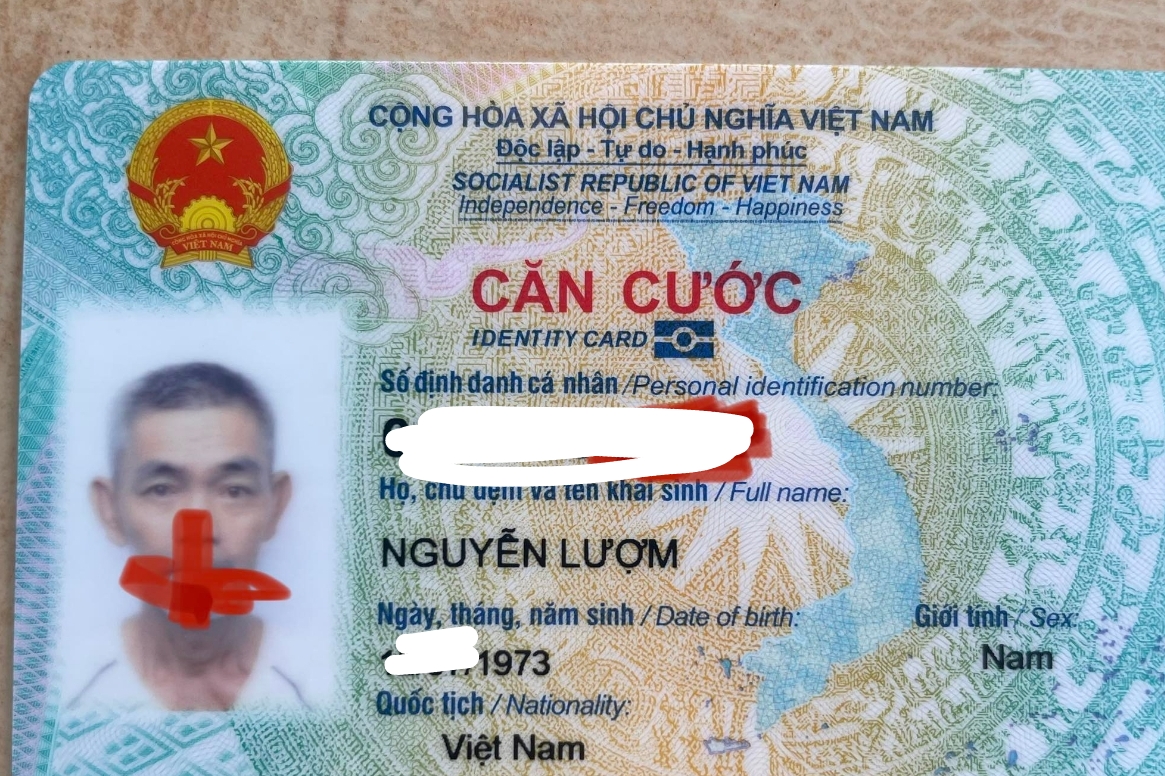 CỘNG HÒA XÃ HỘI CHỦ NGHĨA VIỆT NAM
Độc lập - Tự do - Hạnh phúc
SOCIALIST REPUBLIC OF VIET NAM
Independence - Freedom - Happiness
VIỆT NAM
CĂN CƯỚC
IDENTITY CARD
Số định danh cá nhân / Personal identification number:
Họ, chữ đệm và tên khai sinh / Full name:
NGUYỄN LƯỢM
Ngày, tháng, năm sinh / Date of birth: Giới tính / Sex:
1973 Nam
Quốc tịch / Nationality:
Việt Nam